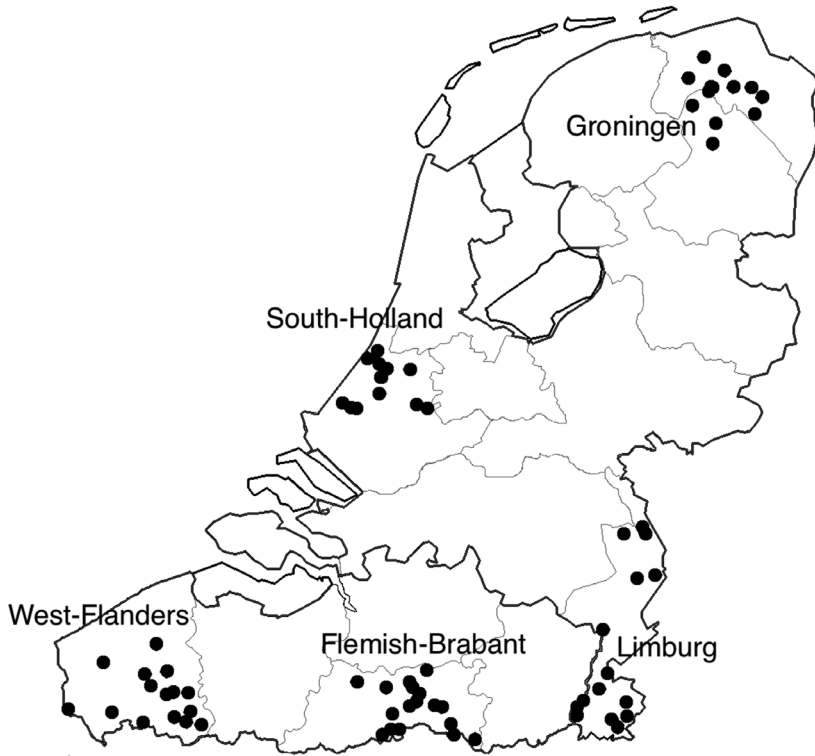 Groningen
South-Holland
West-Flanders
Flemish-Brabant
Limburg